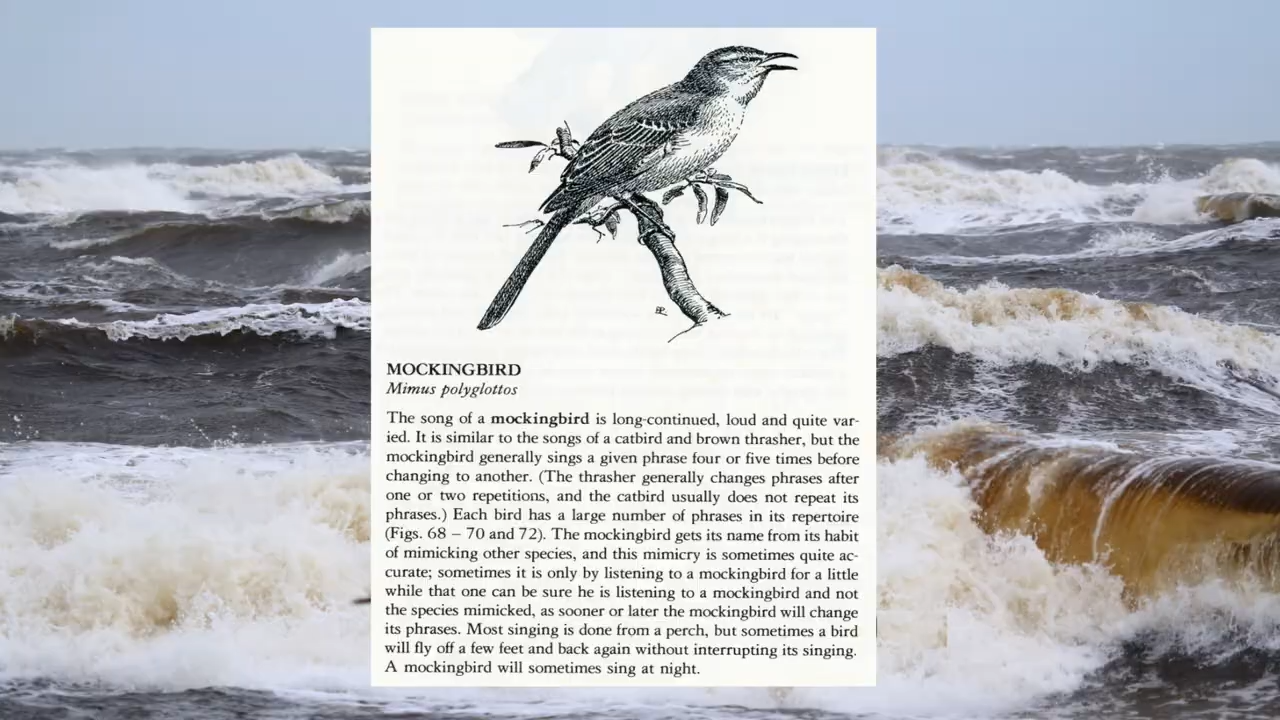 MOCKINGBIRD
Mimus polyglottos
The song of a mockingbird is long-continued, loud and quite var-
ied. It is similar to the songs of a catbird and brown thrasher, but the
mockingbird generally sings a given phrase four or five times before
changing to another. (The thrasher generally changes phrases after
one or two repetitions, and the catbird usually does not repeat its
phrases.) Each bird has a large number of phrases in its repertoire
(Figs. 68 – 70 and 72). The mockingbird gets its name from its habit
of mimicking other species, and this mimicry is sometimes quite ac-
curate; sometimes it is only by listening to a mockingbird for a little
while that one can be sure he is listening to a mockingbird and not
the species mimicked, as sooner or later the mockingbird will change
its phrases. Most singing is done from a perch, but sometimes a bird
will fly off a few feet and back again without interrupting its singing.
A mockingbird will sometimes sing at night.